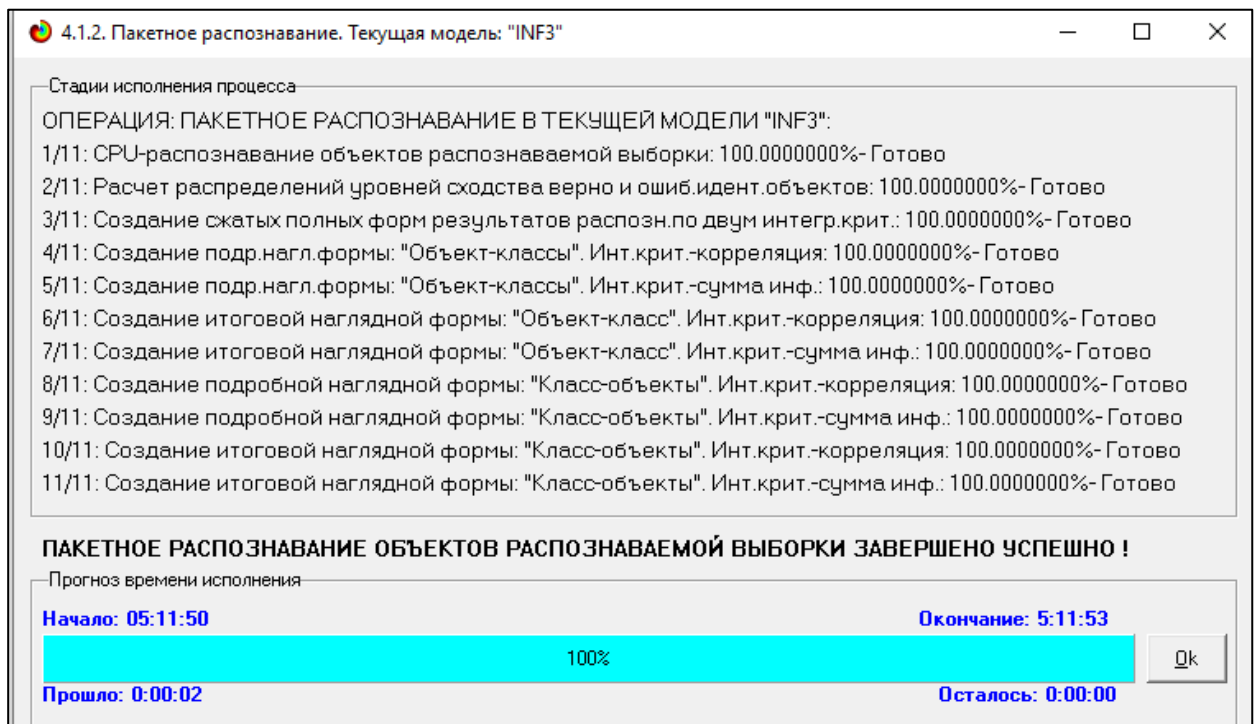 4.1.2. Пакетное распознавание. Текущая модель: "INF3"
Стадии исполнения процесса
ОПЕРАЦИЯ: ПАКЕТНОЕ РАСПОЗНАВАНИЕ В ТЕКУЩЕЙ МОДЕЛИ "INF3":
1/11: CPU-распознавание объектов распознаваемой выборки: 100.0000000%- Готово
2/11: Расчет распределений уровней сходства верно и ошиб.идент.объектов: 100.0000000%- Готово
3/11: Создание сжатых полных форм результатов распозн.по двум интегр.крит.: 100.0000000%- Готово
4/11: Создание подр.нагл.формы: "Объект-классы". Инт.крит.-корреляция: 100.0000000%- Готово
5/11: Создание подр.нагл.формы: "Объект-классы". Инт.крит.-сумма инф.: 100.0000000%- Готово
6/11: Создание итоговой наглядной формы: "Объект-класс". Инт.крит.-корреляция: 100.0000000%- Готово
7/11: Создание итоговой наглядной формы: "Объект-класс". Инт.крит.-сумма инф.: 100.0000000%- Готово
8/11: Создание подробной наглядной формы: "Класс-объекты". Инт.крит.-корреляция: 100.0000000%- Готово
9/11: Создание подробной наглядной формы: "Класс-объекты". Инт.крит.-сумма инф.: 100.0000000%- Готово
10/11: Создание итоговой наглядной формы: "Класс-объекты". Инт.крит.-корреляция: 100.0000000%- Готово
11/11: Создание итоговой наглядной формы: "Класс-объекты". Инт.крит.-сумма инф.: 100.0000000%- Готово
ПАКЕТНОЕ РАСПОЗНАВАНИЕ ОБЪЕКТОВ РАСПОЗНАВАЕМОЙ ВЫБОРКИ ЗАВЕРШЕНО УСПЕШНО !
Прогноз времени исполнения
Начало: 05:11:50 Окончание: 5:11:53
100% Ok
Прошло: 0:00:02 Осталось: 0:00:00